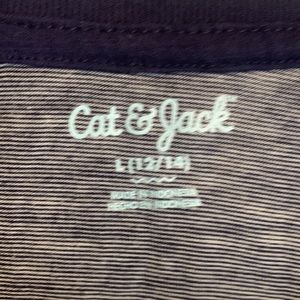 Cat & Jack
L (12/14)
MADE IN INDONESIA
HECHO EN INDONESIA